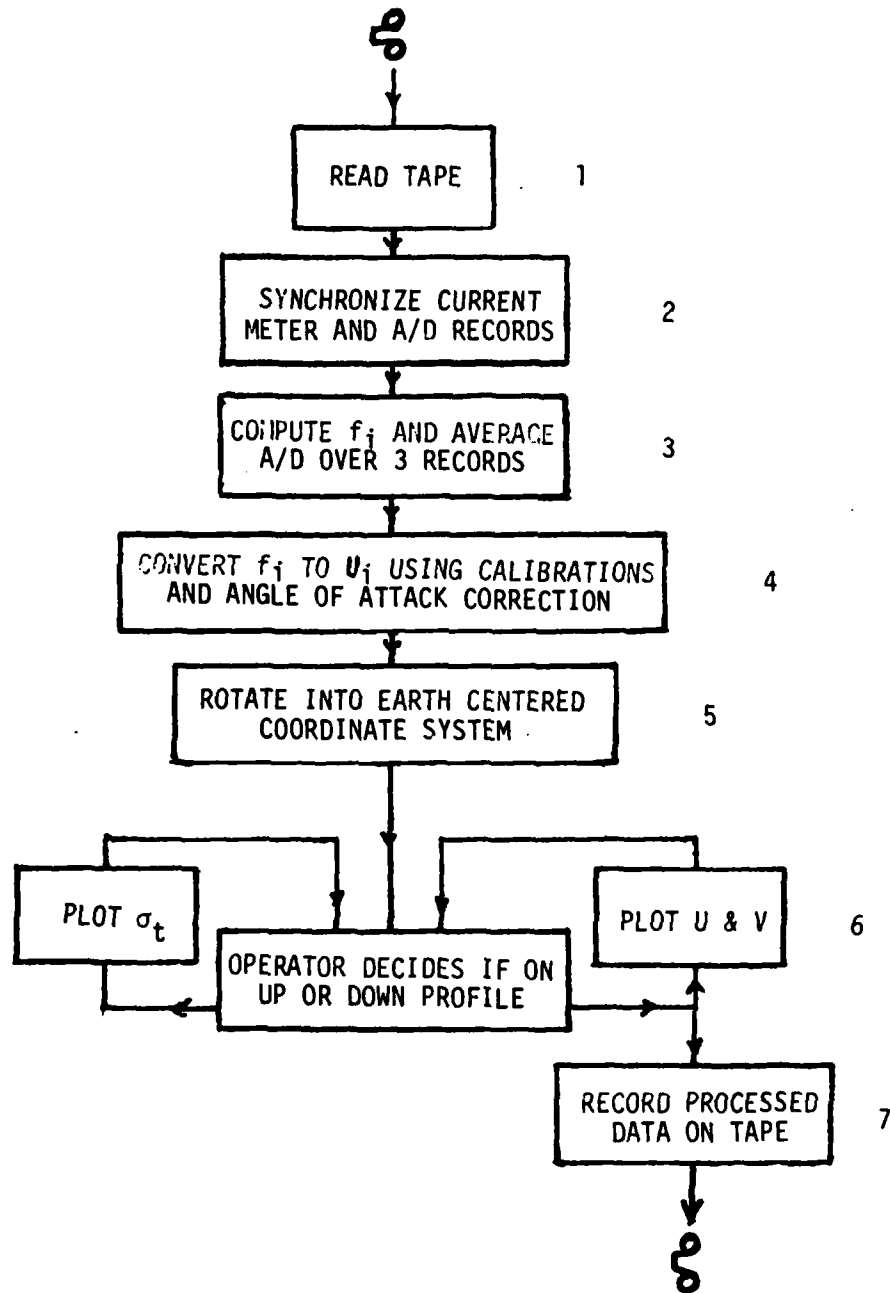 READ TAPE 1
SYNCHRONIZE CURRENT
METER AND A/D RECORDS
2
COMPUTE fi AND AVERAGE
A/D OVER 3 RECORDS
3
CONVERT fi TO Ui USING CALIBRATIONS
AND ANGLE OF ATTACK CORRECTION
4
ROTATE INTO EARTH CENTERED
COORDINATE SYSTEM
5
PLOT σt
PLOT U & V 6
OPERATOR DECIDES IF ON
UP OR DOWN PROFILE
RECORD PROCESSED
DATA ON TAPE
7